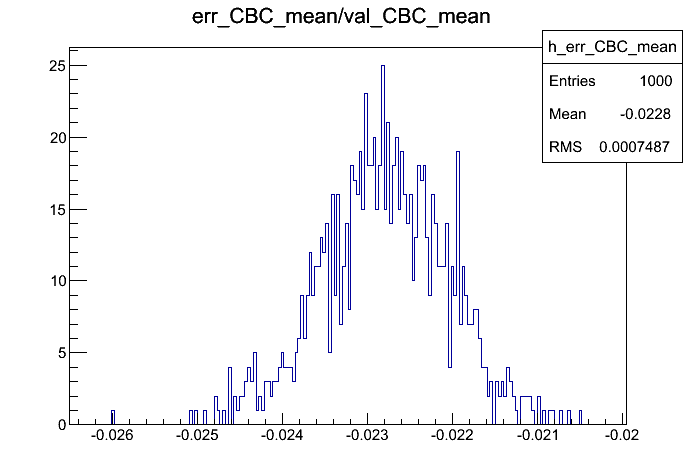 err_CBC_mean/val_CBC_mean
h_err_CBC_mean
Entries 1000
Mean -0.0228
RMS 0.0007487
25
20
15
10
5
0
-0.026 -0.025 -0.024 -0.023 -0.022 -0.021 -0.02